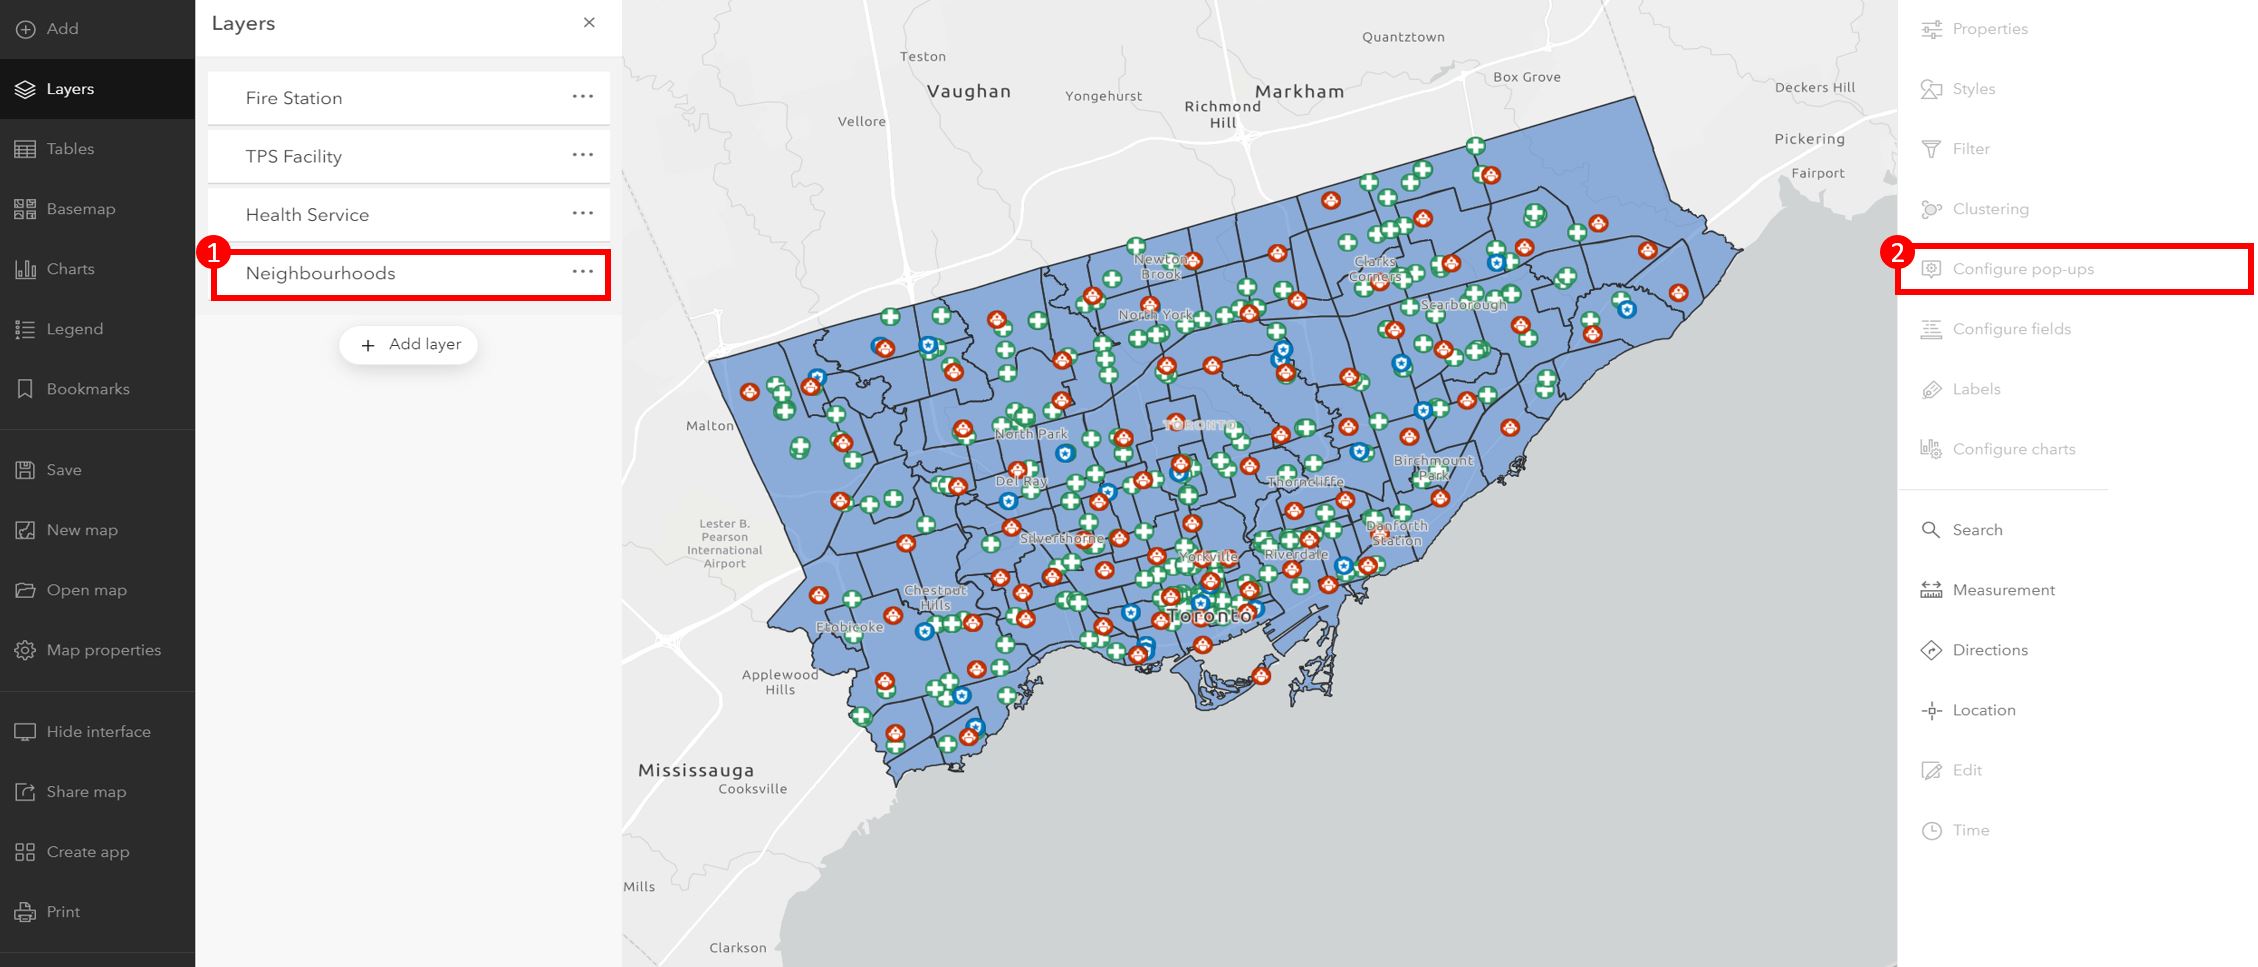 Add
Layers
Tables
Basemap
Charts
Legend
Bookmarks
Save
New map
Open map
Map properties
Hide interface
Share map
Create app
Print
Layers
Fire Station
TPS Facility
Health Service
1
Neighbourhoods
Add layer
Quantztown
Teston
Box Grove
Vaughan
Markham
Deckers Hill
Yongehurst
Richmond
Hill
Vellore
Pickering
Fairport
Newton
Brook
Clarks
Corners
North York
Scarborough
Malton
TORONTO
North Park
Birchmount
Park
Del Ray
Thorncliffe
Lester B.
Pearson
International
Airport
Silverthorne
Danforth
Station
Yorkville
Riverdale
Chestnut
Hills
Etobicoke
Toronto
Applewood
Hills
Mississauga
Cooksville
Mills
Clarkson
Properties
Styles
Filter
Clustering
2
Configure pop-ups
Configure fields
Labels
Configure charts
Search
Measurement
Directions
Location
Edit
Time